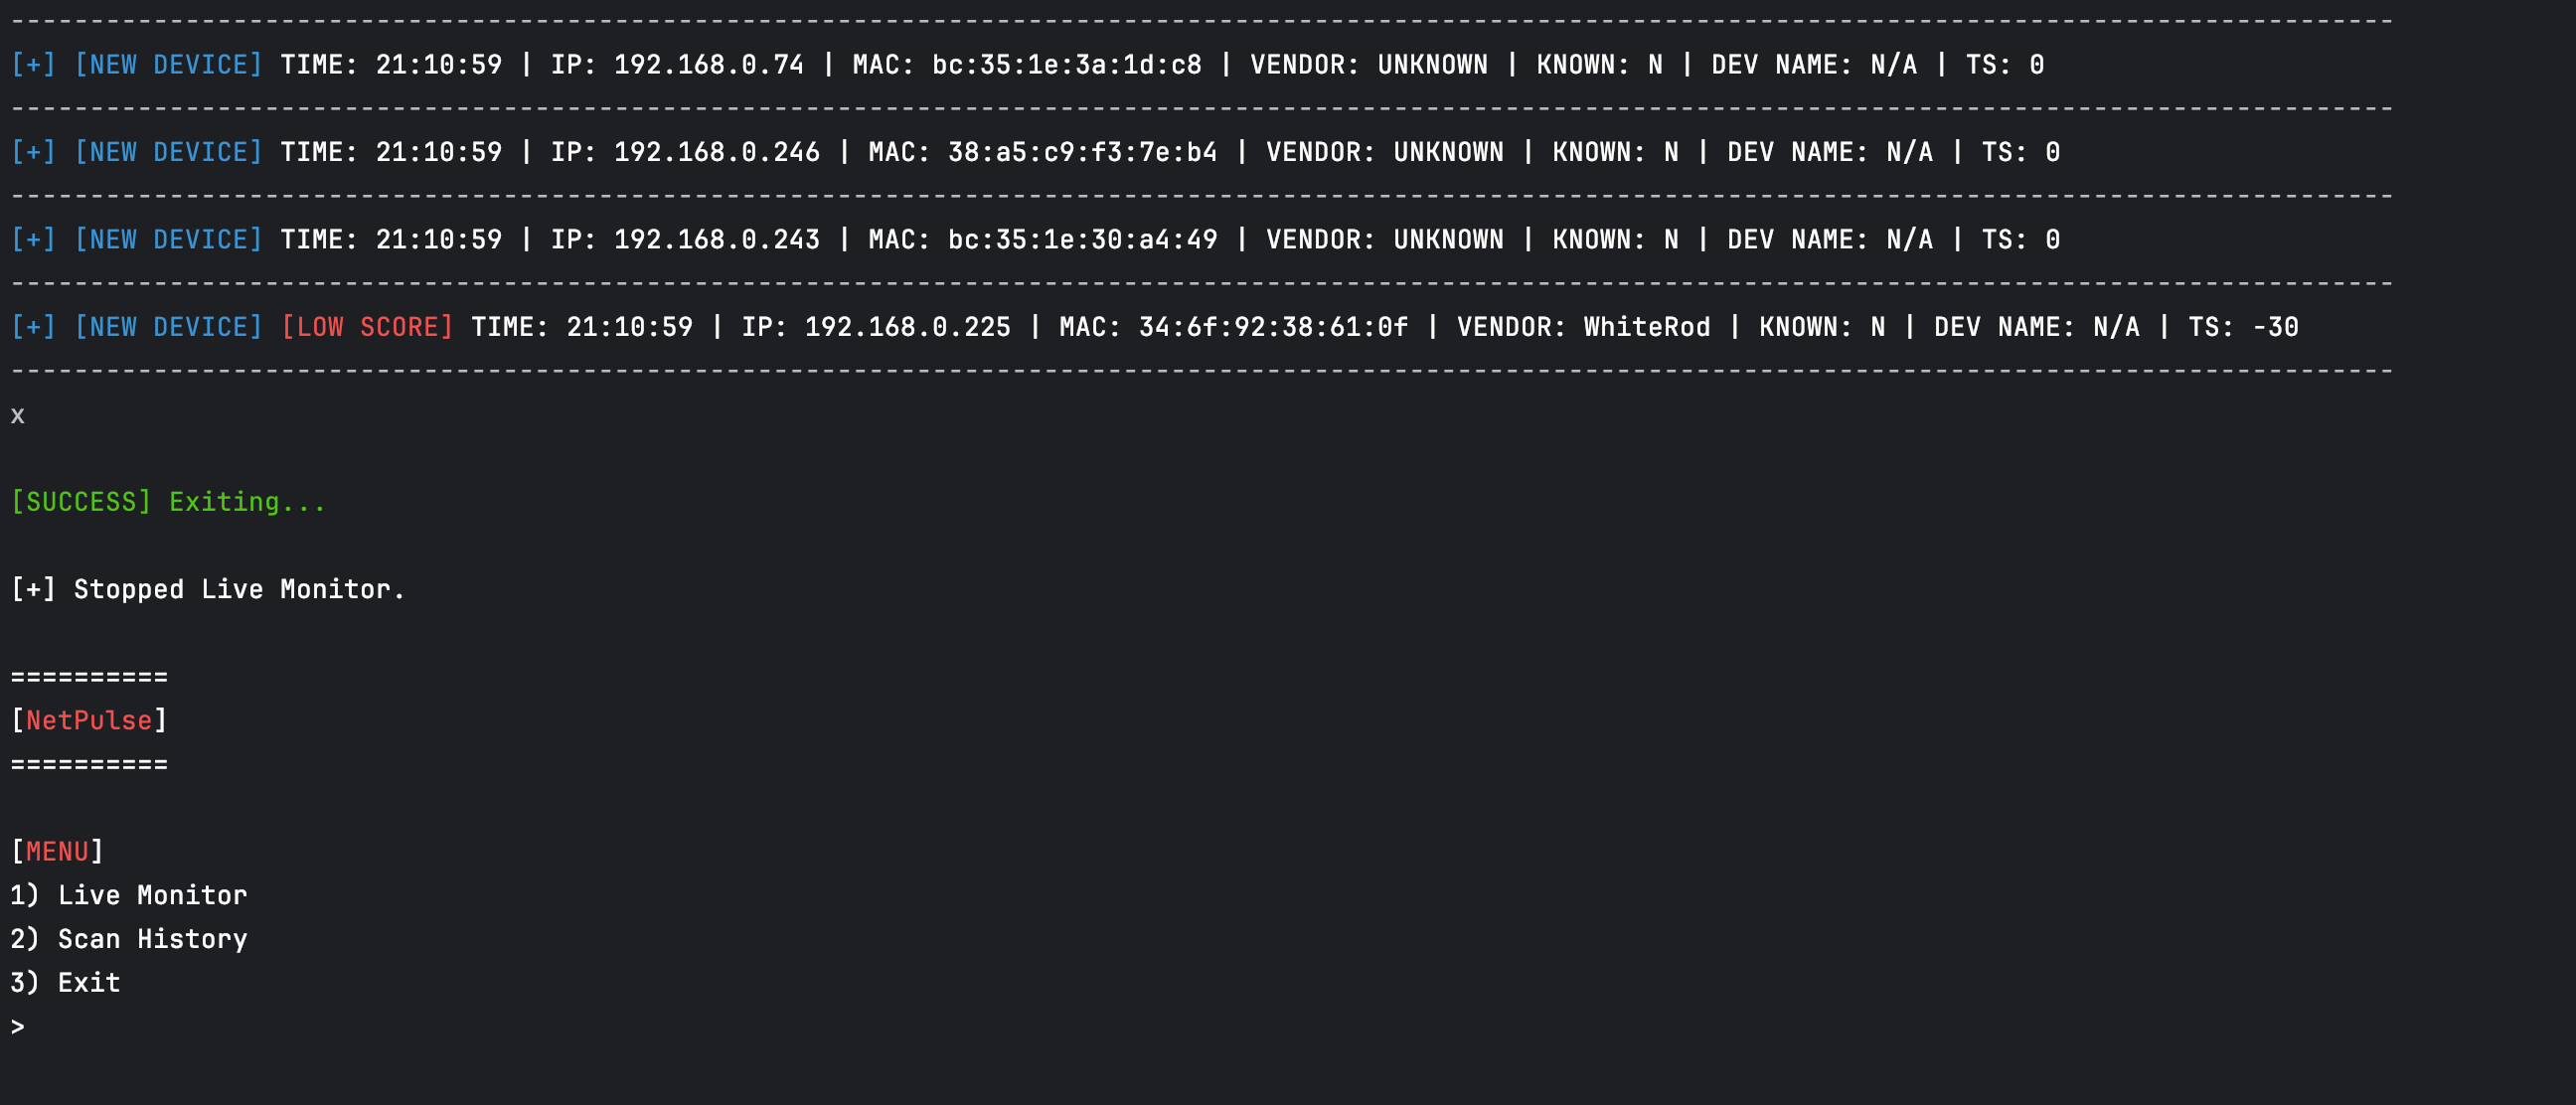 ------------------------------------------------------------------------------------------------------------------------------------------------------
[+] [NEW DEVICE] TIME: 21:10:59 | IP: 192.168.0.74 | MAC: bc:35:1e:3a:1d:c8 | VENDOR: UNKNOWN | KNOWN: N | DEV NAME: N/A | TS: 0
------------------------------------------------------------------------------------------------------------------------------------------------------
[+] [NEW DEVICE] TIME: 21:10:59 | IP: 192.168.0.246 | MAC: 38:a5:c9:f3:7e:b4 | VENDOR: UNKNOWN | KNOWN: N | DEV NAME: N/A | TS: 0
------------------------------------------------------------------------------------------------------------------------------------------------------
[+] [NEW DEVICE] TIME: 21:10:59 | IP: 192.168.0.243 | MAC: bc:35:1e:30:a4:49 | VENDOR: UNKNOWN | KNOWN: N | DEV NAME: N/A | TS: 0
------------------------------------------------------------------------------------------------------------------------------------------------------
[+] [NEW DEVICE] [LOW SCORE] TIME: 21:10:59 | IP: 192.168.0.225 | MAC: 34:6f:92:38:61:0f | VENDOR: WhiteRod | KNOWN: N | DEV NAME: N/A | TS: -30
------------------------------------------------------------------------------------------------------------------------------------------------------
x
[SUCCESS] Exiting...
[+] Stopped Live Monitor.
==========
[NetPulse]
==========
[MENU]
1) Live Monitor
2) Scan History
3) Exit
>